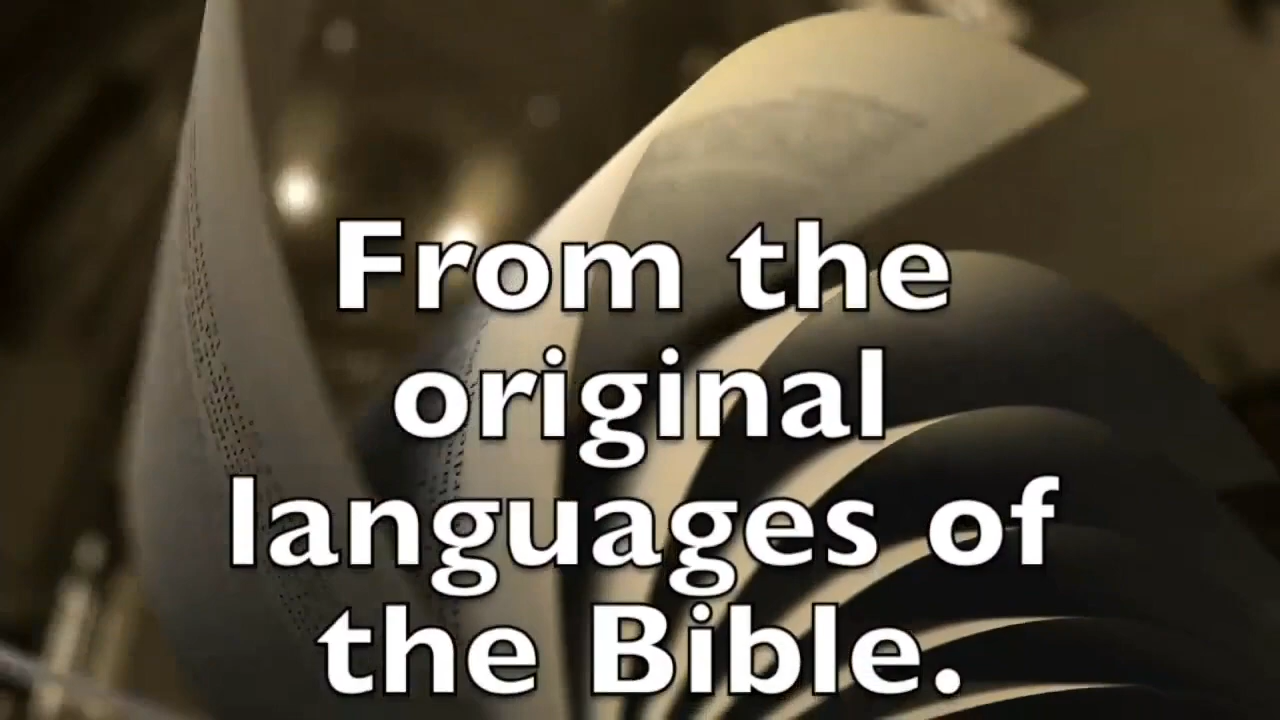 From the
original
languages of
the Bible.